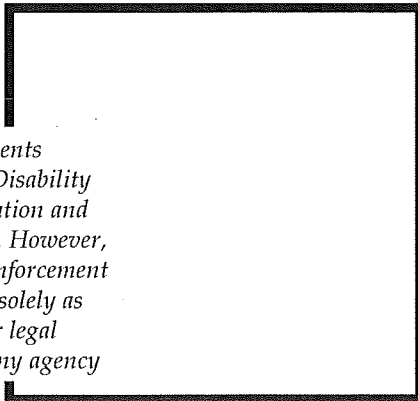 ents
Disability
ation and
. However,
nforcement
solely as
r legal
ny agency